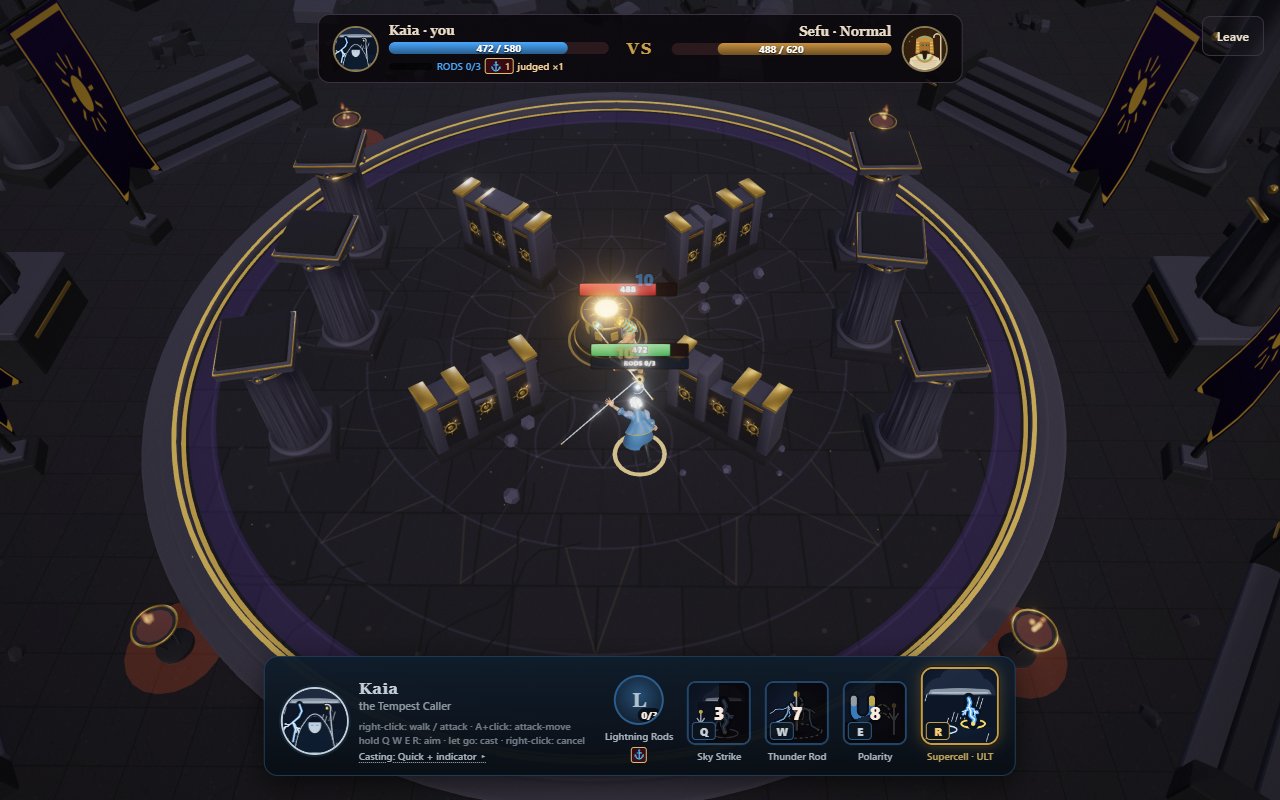 Kaia · you
472 / 580
RODS 0/3
1
judged ×1
VS
Sefu · Normal
488 / 620
Leave
10
488
472
RODS 0/3
Kaia
the Tempest Caller
right-click: walk / attack · A+click: attack-move
hold Q W E R: aim · let go: cast · right-click: cancel
Casting: Quick + indicator
L
Lightning Rods
3
Q
Sky Strike
7
W
Thunder Rod
8
E
Polarity
R
Supercell · ULT